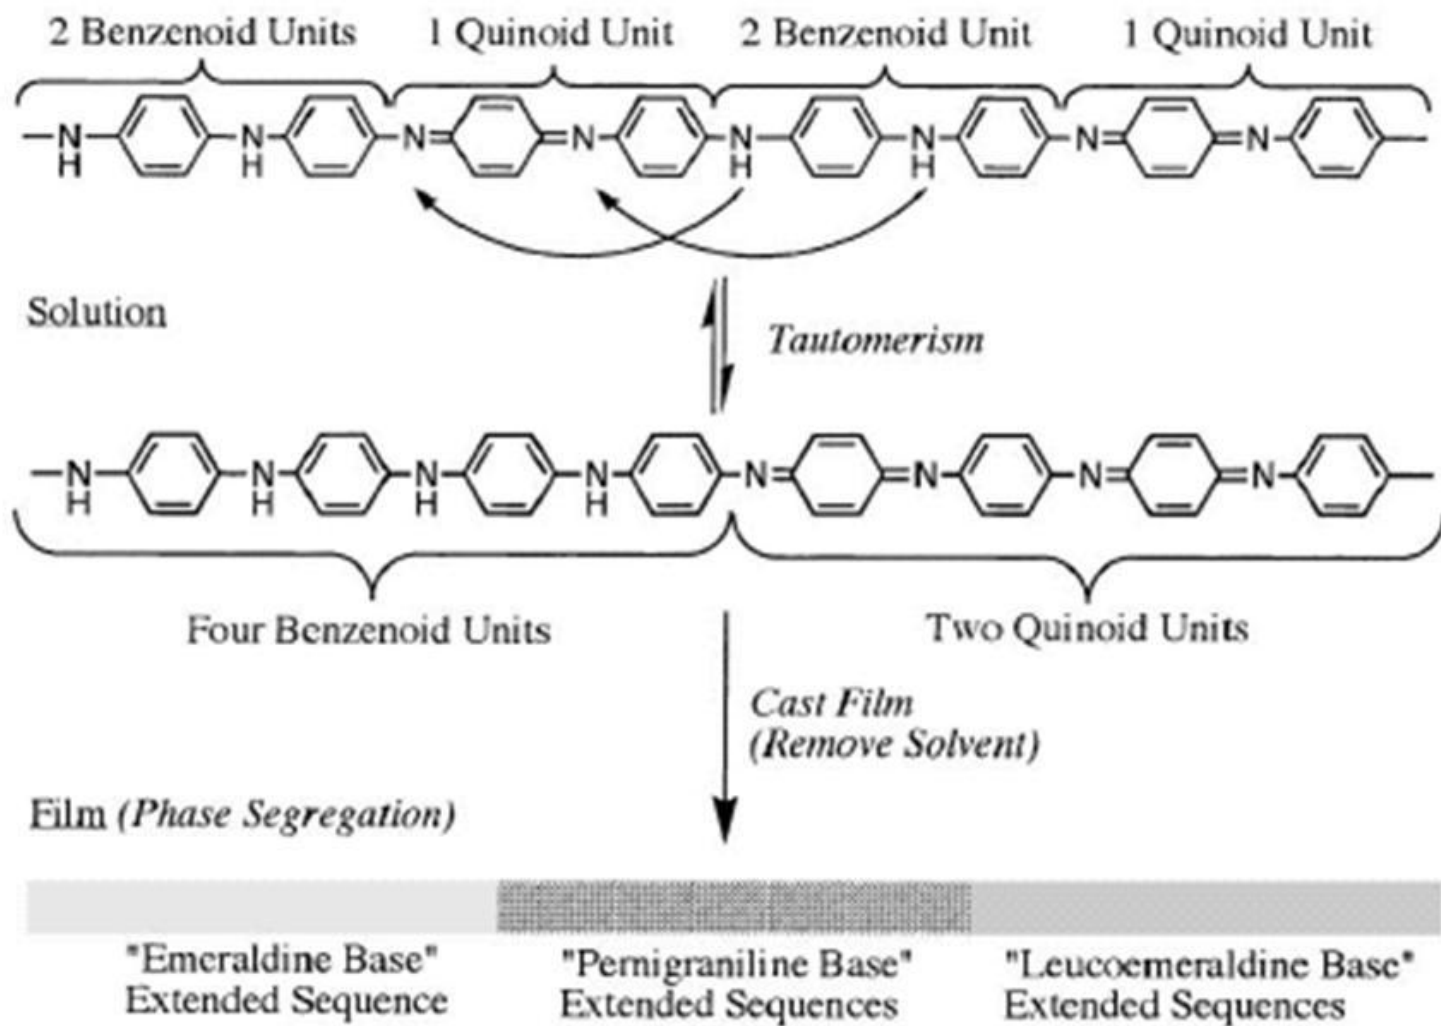 2 Benzenoid Units 1 Quinoid Unit 2 Benzenoid Unit 1 Quinoid Unit
N H N H N N N H N H N N
Solution
Tautomerism
N H N H N H N H N N N N
Four Benzenoid Units Two Quinoid Units
Cast Film
(Remove Solvent)
Film (Phase Segregation)
"Emeraldine Base" "Pernigraniline Base" "Leucoemeraldine Base"
Extended Sequence Extended Sequences Extended Sequences